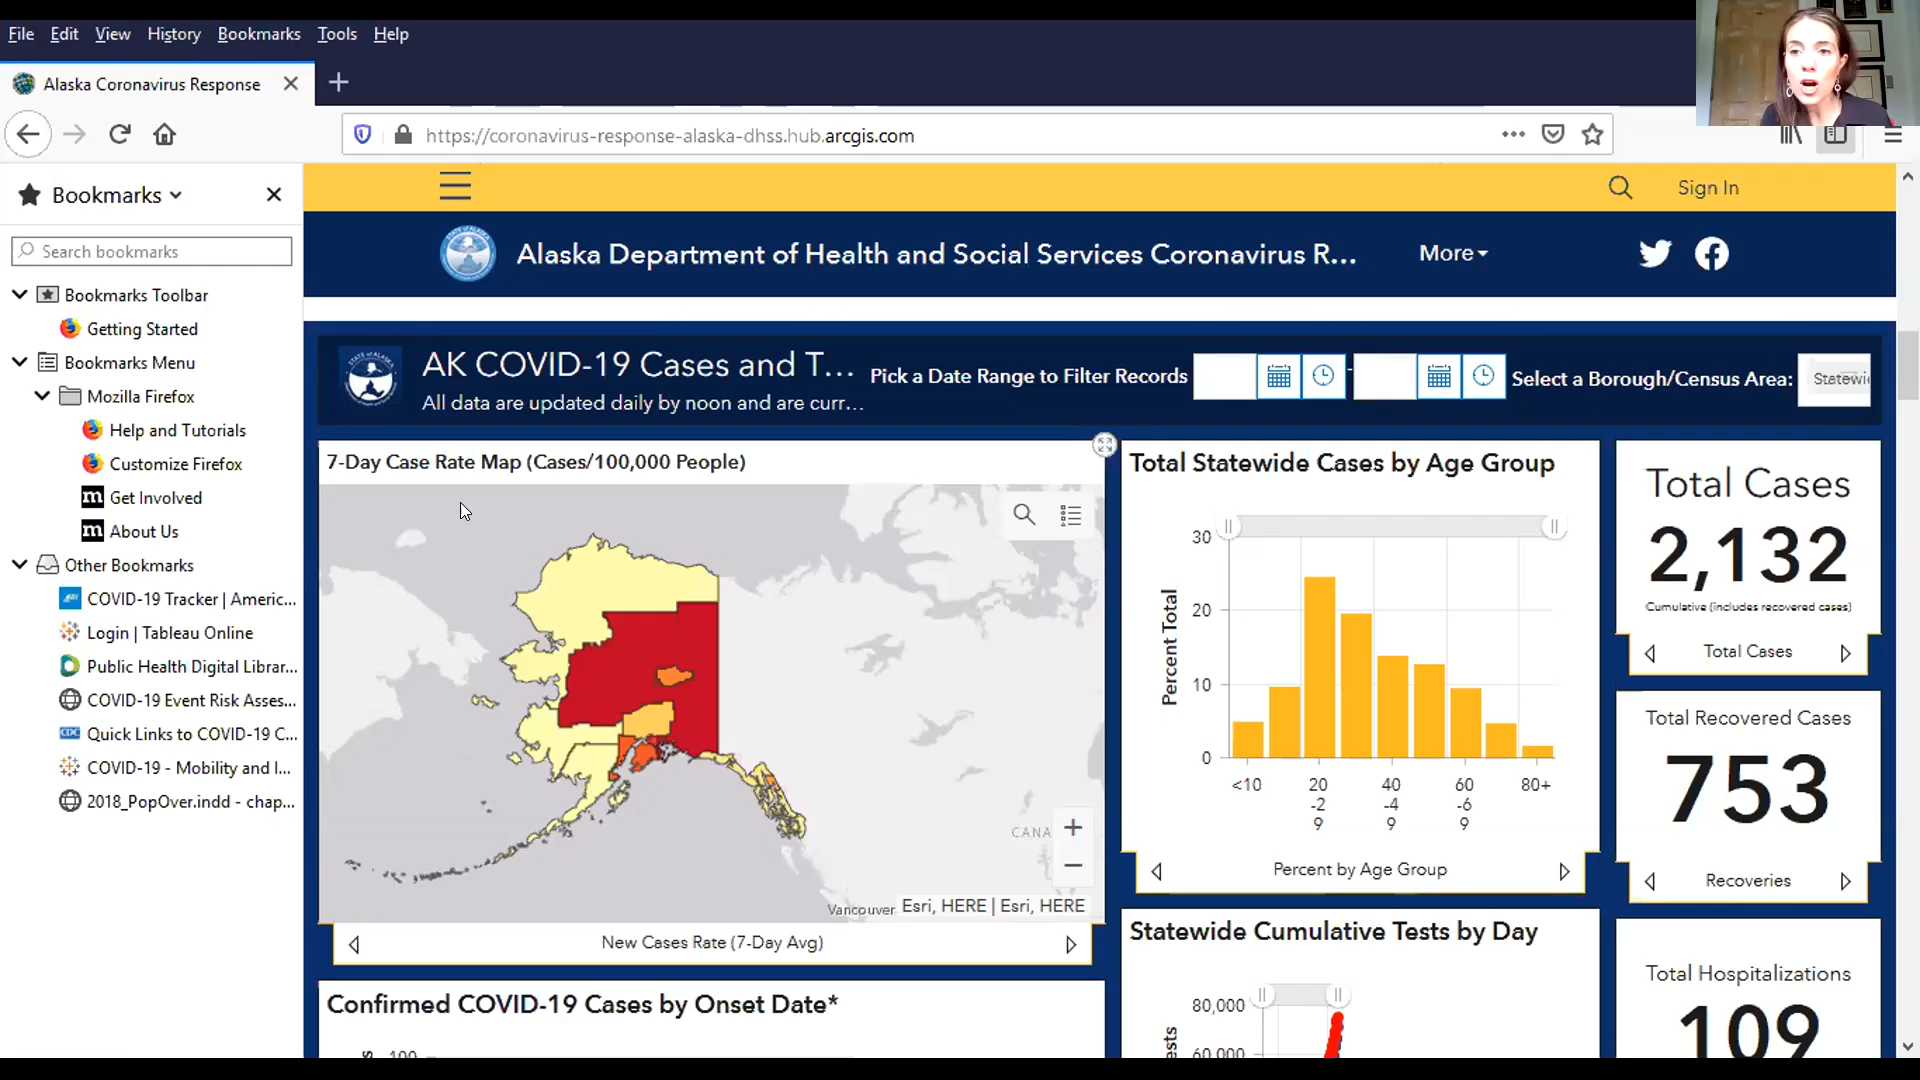 File Edit View History Bookmarks Tools Help
Alaska Coronavirus Response
https://coronavirus-response-alaska-dhss.hub.arcgis.com
Bookmarks
Search bookmarks
Bookmarks Toolbar
Getting Started
Bookmarks Menu
Mozilla Firefox
Help and Tutorials
Customize Firefox
Get Involved
About Us
Other Bookmarks
COVID-19 Tracker | Americ...
Login | Tableau Online
Public Health Digital Librar...
COVID-19 Event Risk Asses...
Quick Links to COVID-19 C...
COVID-19 - Mobility and I...
2018_PopOver.indd - chap...
Sign In
Alaska Department of Health and Social Services Coronavirus R...
More
AK COVID-19 Cases and T...
All data are updated daily by noon and are curr...
Pick a Date Range to Filter Records
-
Select a Borough/Census Area:
Statewi
7-Day Case Rate Map (Cases/100,000 People)
CANA
Vancouver
Esri, HERE | Esri, HERE
New Cases Rate (7-Day Avg)
Confirmed COVID-19 Cases by Onset Date*
100
Total Statewide Cases by Age Group
Percent Total
30
20
10
0
<10
20
-2
9
40
-4
9
60
-6
9
80+
Percent by Age Group
Statewide Cumulative Tests by Day
80,000
60,000
Total Cases
2,132
Cumulative (includes recovered cases)
Total Cases
Total Recovered Cases
753
Recoveries
Total Hospitalizations
109